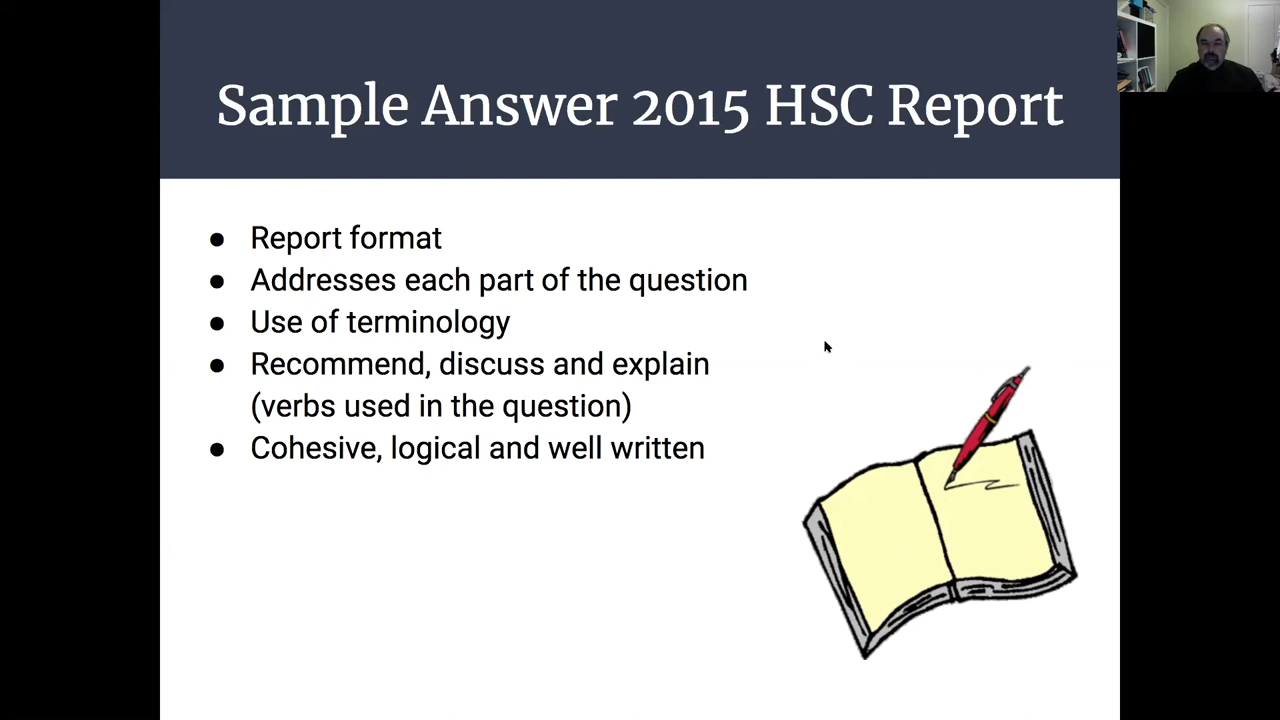 Sample Answer 2015 HSC Report
● Report format
● Addresses each part of the question
● Use of terminology
● Recommend, discuss and explain
(verbs used in the question)
● Cohesive, logical and well written